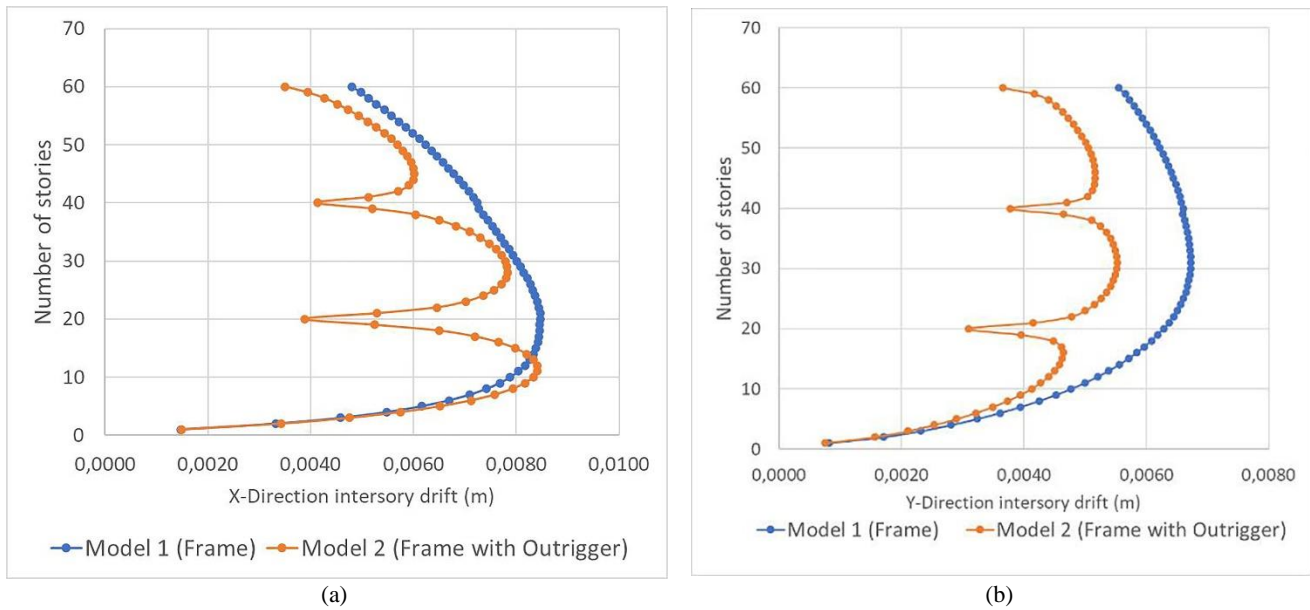 70
60
50
40
30
20
10
0
Number of stories
0,0000 0,0020 0,0040 0,0060 0,0080 0,0100
X-Direction intersory drift (m)
Model 1 (Frame) Model 2 (Frame with Outrigger)
(a)
70
60
50
40
30
20
10
0
Number of stories
0,0000 0,0020 0,0040 0,0060 0,0080
Y-Direction intersory drift (m)
Model 1 (Frame) Model 2 (Frame with Outrigger)
(b)